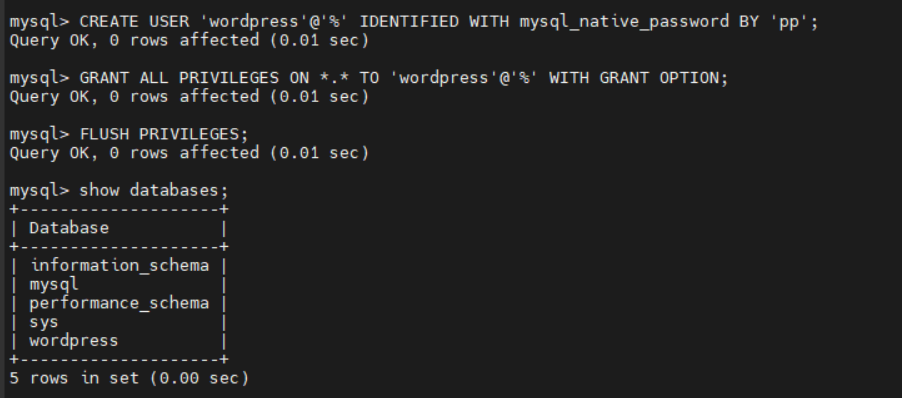 mysql> CREATE USER 'wordpress'@'%' IDENTIFIED WITH mysql_native_password BY 'pp';
Query OK, 0 rows affected (0.01 sec)
mysql> GRANT ALL PRIVILEGES ON *.* TO 'wordpress'@'%' WITH GRANT OPTION;
Query OK, 0 rows affected (0.01 sec)
mysql> FLUSH PRIVILEGES;
Query OK, 0 rows affected (0.01 sec)
mysql> show databases;
+--------------------+
| Database           |
+--------------------+
| information_schema |
| mysql              |
| performance_schema |
| sys                |
| wordpress          |
+--------------------+
5 rows in set (0.00 sec)